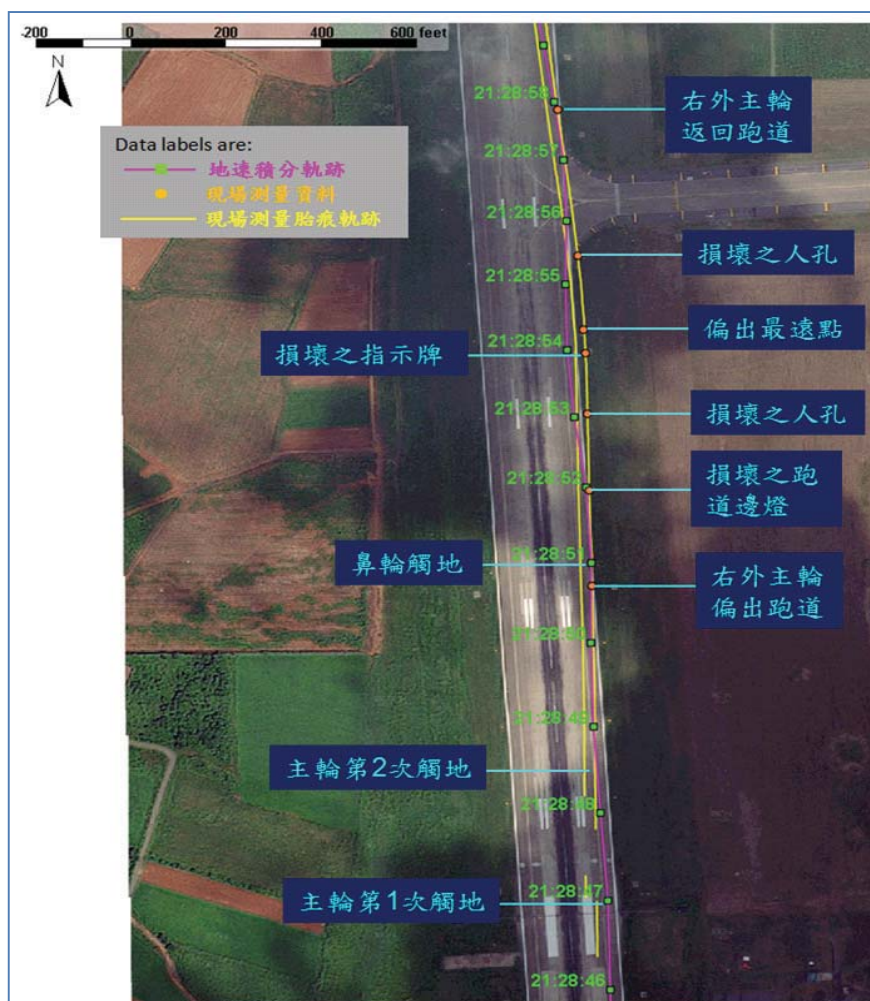 -200 0 200 400 600 feet
N
Data labels are:
地速積分軌跡
現場測量資料
現場測量胎痕軌跡
21:28:58
右外主輪
返回跑道
21:28:57
21:28:56
損壞之人孔
21:28:55
偏出最遠點
21:28:54
損壞之指示牌
21:28:53
損壞之人孔
21:28:52
損壞之跑
道邊燈
21:28:51
鼻輪觸地
右外主輪
偏出跑道
21:28:50
21:28:49
主輪第2次觸地
21:28:48
21:28:47
主輪第1次觸地
21:28:46